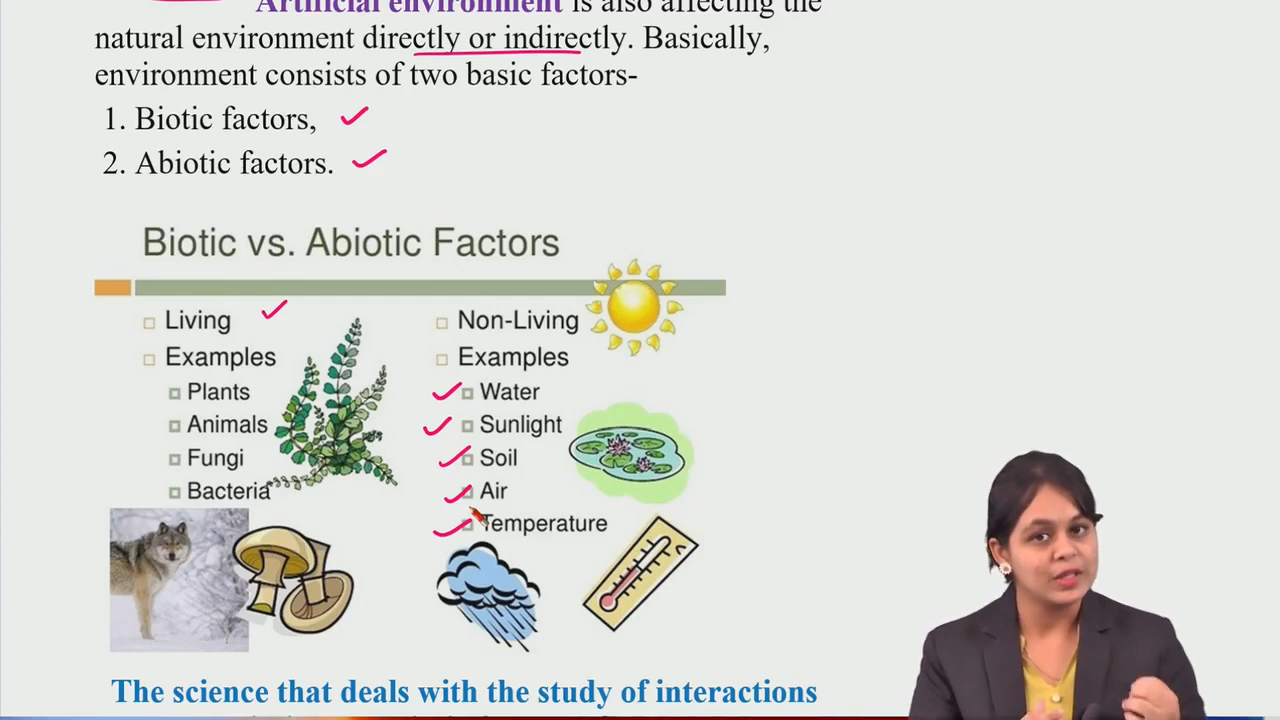 Artificial environment is also affecting the
natural environment directly or indirectly. Basically,
environment consists of two basic factors-
1. Biotic factors,
2. Abiotic factors.
Biotic vs. Abiotic Factors
Living
Examples
Plants
Animals
Fungi
Bacteria
Non-Living
Examples
Water
Sunlight
Soil
Air
Temperature
The science that deals with the study of interactions